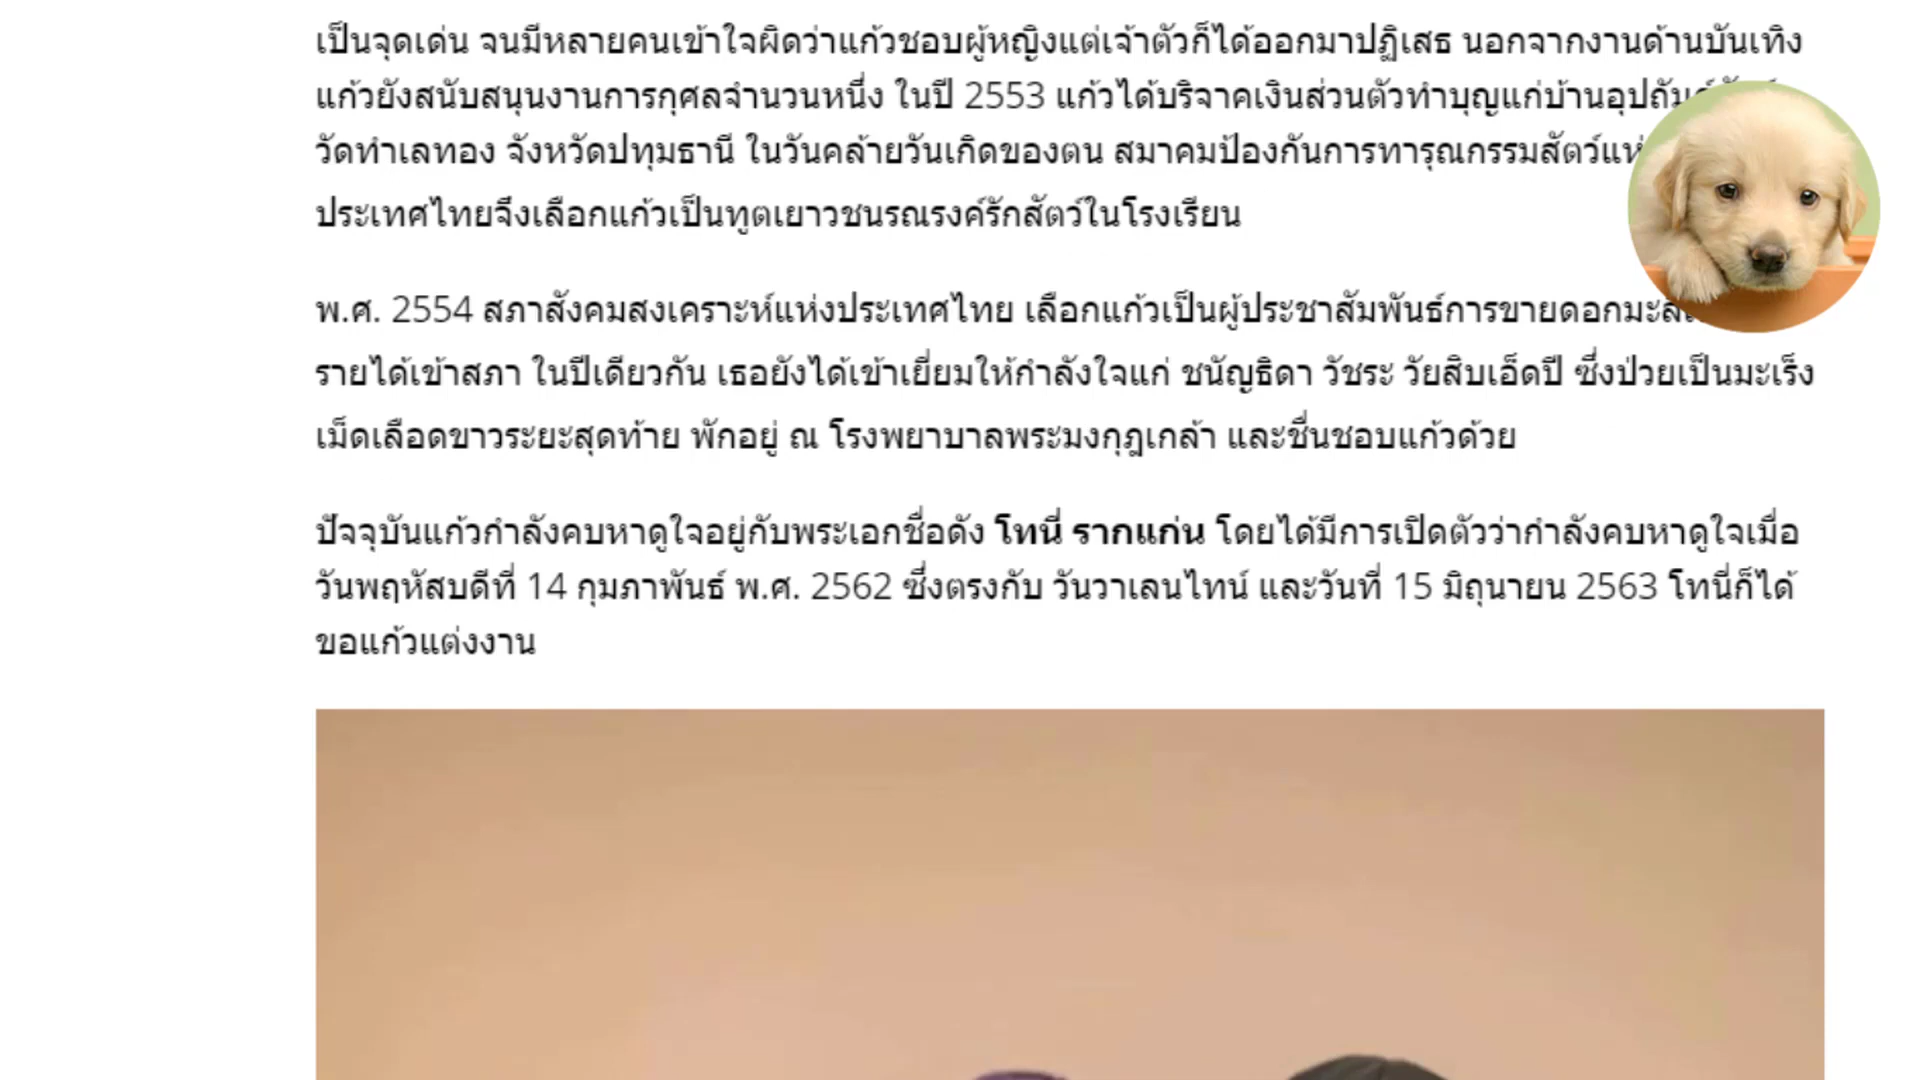 เป็นจุดเด่น จนมีหลายคนเข้าใจผิดว่าแก้วชอบผู้หญิงแต่เจ้าตัวก็ได้ออกมาปฏิเสธ นอกจากงานด้านบันเทิง
แก้วยังสนับสนุนงานการกุศลจำนวนหนึ่ง ในปี 2553 แก้วได้บริจาคเงินส่วนตัวทำบุญแก่บ้าน
วัดทำเลทอง จังหวัดปทุมธานี ในวันคล้ายวันเกิดของตน สมาคมป้องกันการทารุณกรรมสัตว์
ประเทศไทยจึงเลือกแก้วเป็นทูตเยาวชนรณรงค์รักสัตว์ในโรงเรียน
พ.ศ. 2554 สภาสังคมสงเคราะห์แห่งประเทศไทย เลือกแก้วเป็นผู้ประชาสัมพันธ์การขายดอก
รายได้เข้าสภา ในปีเดียวกัน เธอยังได้เข้าเยี่ยมให้กำลังใจแก่ ชนัญธิดา วัชระ วัยสิบเอ็ดปี ซึ่งป่วยเป็นมะเร็ง
เม็ดเลือดขาวระยะสุดท้าย พักอยู่ ณ โรงพยาบาลพระมงกุฎเกล้า และชื่นชอบแก้วด้วย
ปัจจุบันแก้วกำลังคบหาดูใจอยู่กับพระเอกชื่อดัง โทนี่ รากแก่น โดยได้มีการเปิดตัวว่ากำลังคบหาดูใจเมื่อ
วันพฤหัสบดีที่ 14 กุมภาพันธ์ พ.ศ. 2562 ซึ่งตรงกับ วันวาเลนไทน์ และวันที่ 15 มิถุนายน 2563 โทนี่ก็ได้
ขอแก้วแต่งงาน